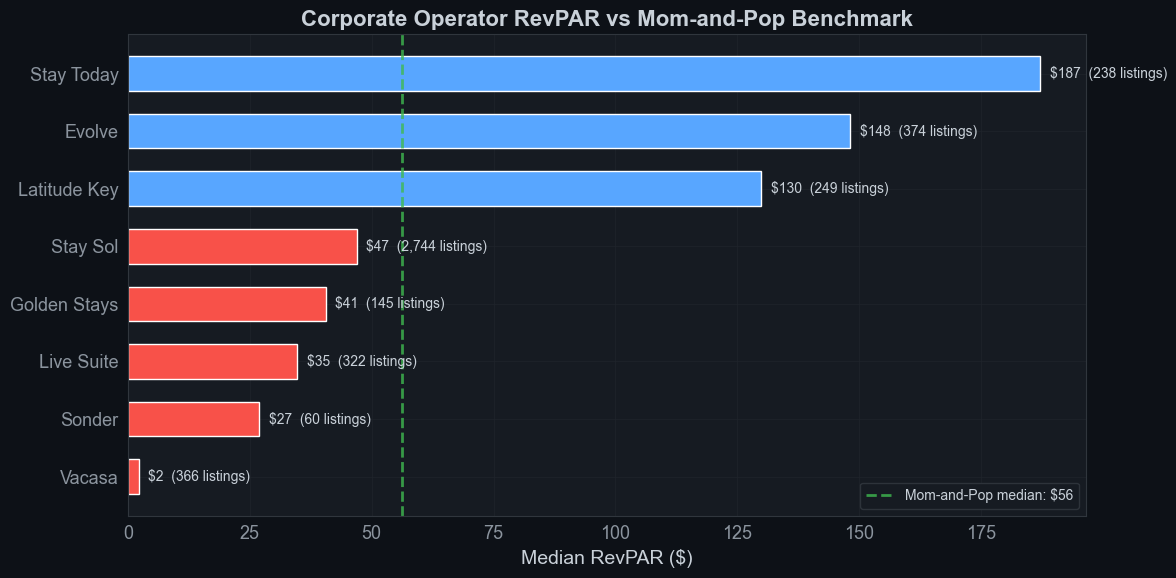 Corporate Operator RevPAR vs Mom-and-Pop Benchmark
Stay Today
$187 (238 listings)
Evolve
$148 (374 listings)
Latitude Key
$130 (249 listings)
Stay Sol
$47 (2,744 listings)
Golden Stays
$41 (145 listings)
Live Suite
$35 (322 listings)
Sonder
$27 (60 listings)
Vacasa
$2 (366 listings)
Mom-and-Pop median: $56
0 25 50 75 100 125 150 175
Median RevPAR ($)